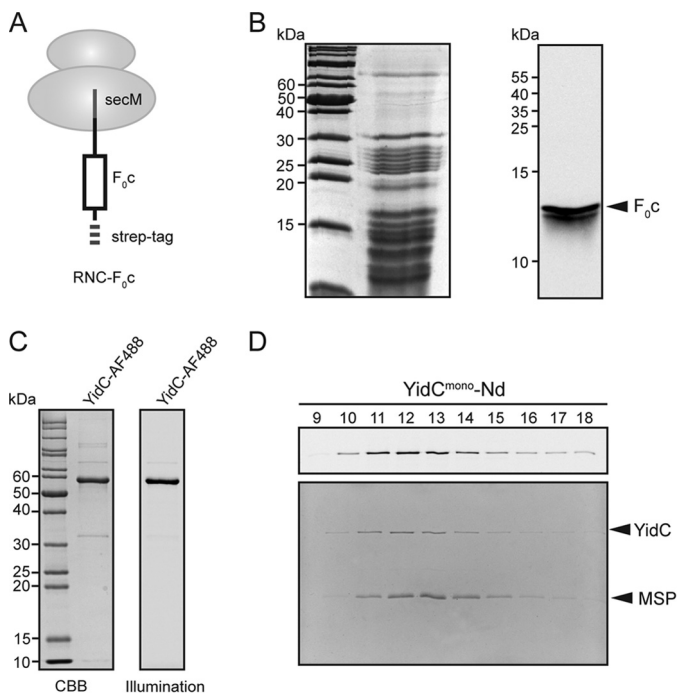 A
secM
F₀c
strep-tag
RNC-F₀c
B
kDa
60
50
40
30
25
20
15
kDa
55
40
35
25
15
10
F₀c
C
YidC-AF488
YidC-AF488
kDa
60
50
40
30
25
20
15
10
CBB
Illumination
D
YidCᵐᵒⁿᵒ-Nd
9 10 11 12 13 14 15 16 17 18
YidC
MSP